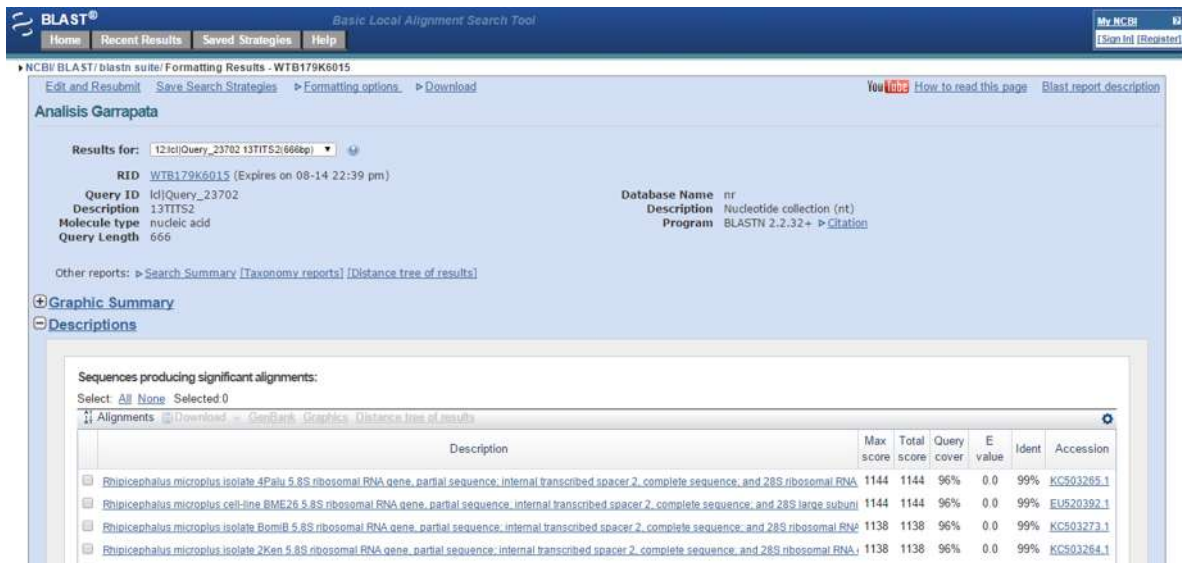 BLAST®
Basic Local Alignment Search Tool
My NCBI
Home Recent Results Saved Strategies Help
[Sign In] [Register]
NCBI/ BLAST/ blastn suite/ Formatting Results - WTB179K6015
Edit and Resubmit Save Search Strategies Formatting options Download
YouTube How to read this page Blast report description
Analisis Garrapata
Results for: 12:lcl|Query_23702 13TITS2(666bp)
RID WTB179K6015 (Expires on 08-14 22:39 pm)
Query ID lcl|Query_23702
Description 13TITS2
Molecule type nucleic acid
Query Length 666
Database Name nr
Description Nucleotide collection (nt)
Program BLASTN 2.2.32+ Citation
Other reports: Search Summary [Taxonomy reports] [Distance tree of results]
Graphic Summary
Descriptions
Sequences producing significant alignments:
Select: All None Selected:0
Alignments Download GenBank Graphics Distance tree of results
Description Max score Total score Query cover E value Ident Accession
Rhipicephalus microplus isolate 4Palu 5.8S ribosomal RNA gene, partial sequence; internal transcribed spacer 2, complete sequence; and 28S ribosomal RNA 1144 1144 96% 0.0 99% KC503265.1
Rhipicephalus microplus cell-line BME26 5.8S ribosomal RNA gene, partial sequence; internal transcribed spacer 2, complete sequence; and 28S large subuni 1144 1144 96% 0.0 99% EU520392.1
Rhipicephalus microplus isolate BomiB 5.8S ribosomal RNA gene, partial sequence; internal transcribed spacer 2, complete sequence; and 28S ribosomal RNA 1138 1138 96% 0.0 99% KC503273.1
Rhipicephalus microplus isolate 2Ken 5.8S ribosomal RNA gene, partial sequence; internal transcribed spacer 2, complete sequence; and 28S ribosomal RNA 1138 1138 96% 0.0 99% KC503264.1